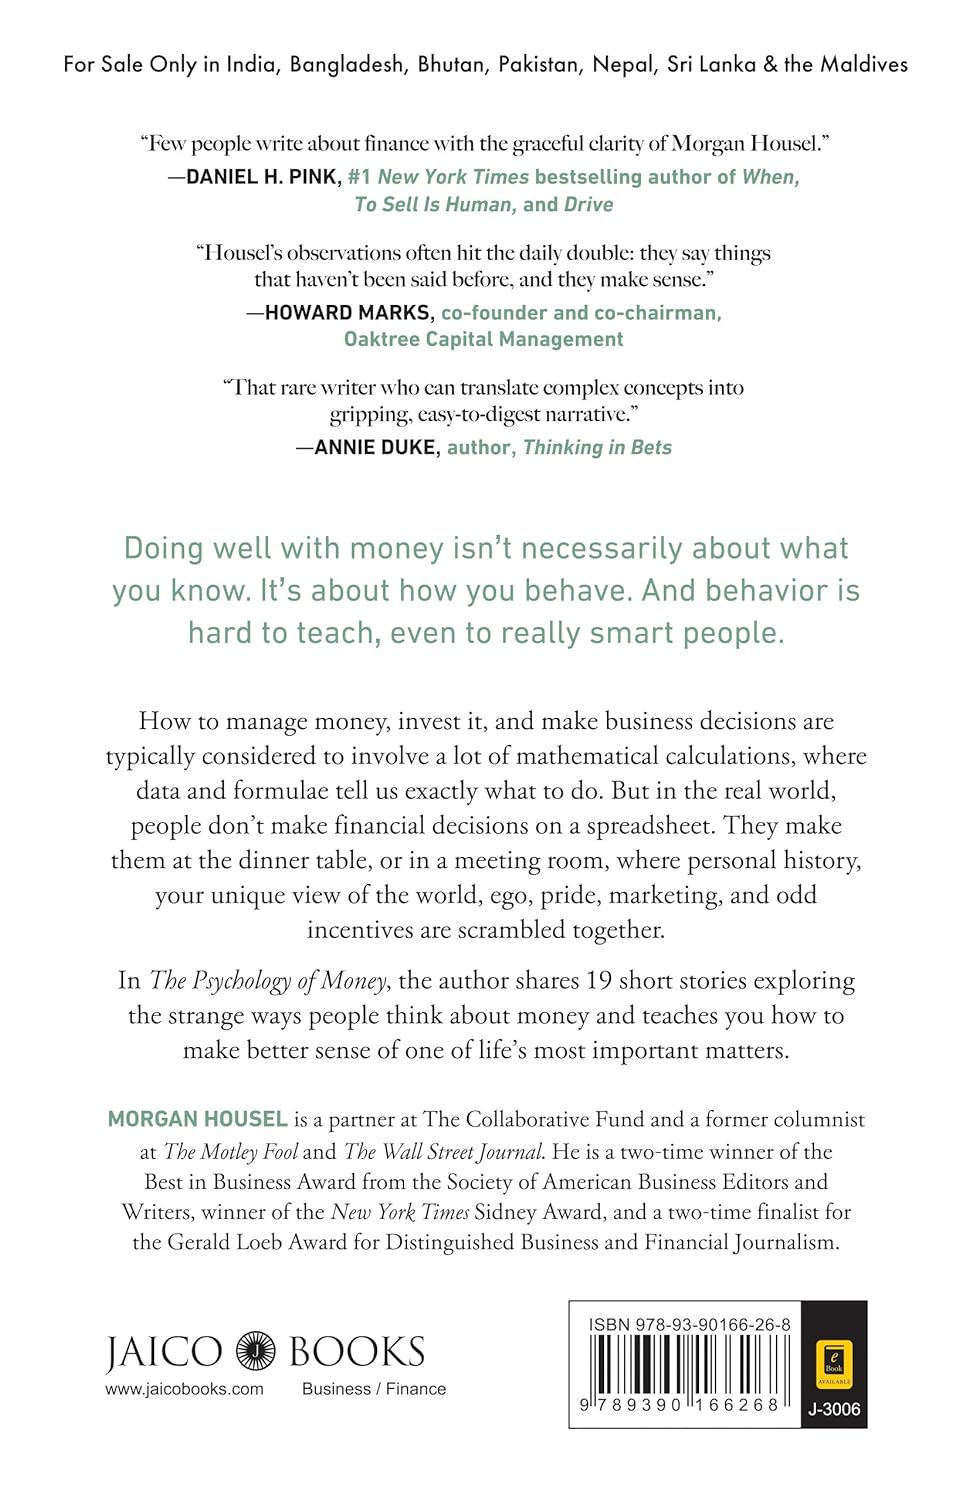 For Sale Only in India, Bangladesh, Bhutan, Pakistan, Nepal, Sri Lanka & the Maldives
“Few people write about finance with the graceful clarity of Morgan Housel.”
—DANIEL H. PINK, #1 New York Times bestselling author of When,
To Sell Is Human, and Drive
“Housel’s observations often hit the daily double: they say things
that haven’t been said before, and they make sense.”
—HOWARD MARKS, co-founder and co-chairman,
Oaktree Capital Management
“That rare writer who can translate complex concepts into
gripping, easy-to-digest narrative.”
—ANNIE DUKE, author, Thinking in Bets
Doing well with money isn’t necessarily about what
you know. It’s about how you behave. And behavior is
hard to teach, even to really smart people.
How to manage money, invest it, and make business decisions are
typically considered to involve a lot of mathematical calculations, where
data and formulae tell us exactly what to do. But in the real world,
people don’t make financial decisions on a spreadsheet. They make
them at the dinner table, or in a meeting room, where personal history,
your unique view of the world, ego, pride, marketing, and odd
incentives are scrambled together.
In The Psychology of Money, the author shares 19 short stories exploring
the strange ways people think about money and teaches you how to
make better sense of one of life’s most important matters.
MORGAN HOUSEL is a partner at The Collaborative Fund and a former columnist
at The Motley Fool and The Wall Street Journal. He is a two-time winner of the
Best in Business Award from the Society of American Business Editors and
Writers, winner of the New York Times Sidney Award, and a two-time finalist for
the Gerald Loeb Award for Distinguished Business and Financial Journalism.
JAICO J BOOKS
www.jaicobooks.com Business / Finance
ISBN 978-93-90166-26-8
9 789390 166268
e
Book
AVAILABLE
J-3006